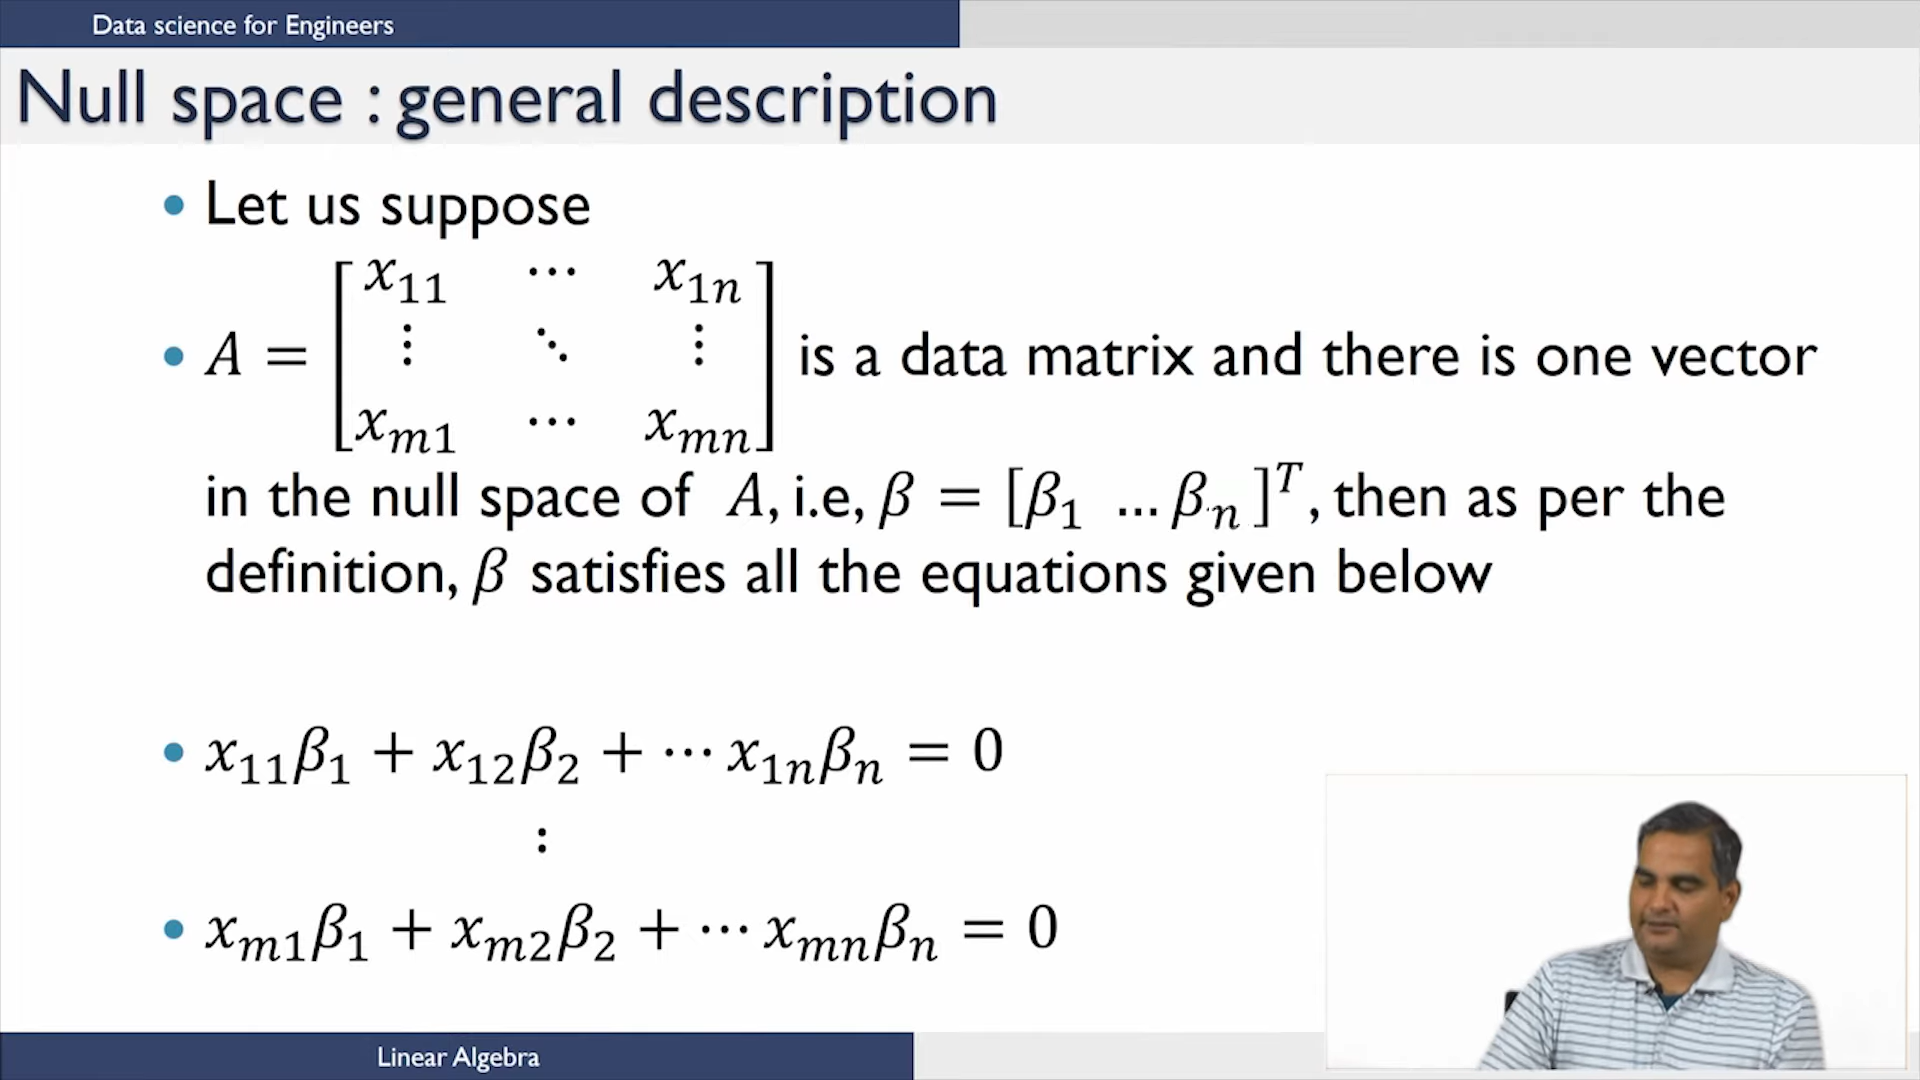 Data science for Engineers
Null space : general description
• Let us suppose
• A = [x₁₁ ⋯ x₁ₙ
⋮ ⋱ ⋮
xₘ₁ ⋯ xₘₙ] is a data matrix and there is one vector
in the null space of A, i.e, β = [β₁ … βₙ ]ᵀ, then as per the
definition, β satisfies all the equations given below
• x₁₁β₁ + x₁₂β₂ + ⋯ x₁ₙβₙ = 0
:
• xₘ₁β₁ + xₘ₂β₂ + ⋯ xₘₙβₙ = 0
Linear Algebra